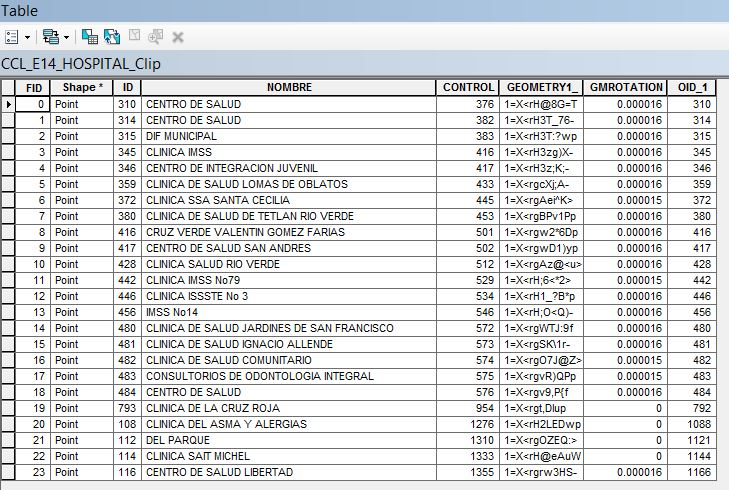 Table
CCL_E14_HOSPITAL_Clip
FID Shape * ID NOMBRE CONTROL GEOMETRY1_ GMROTATION OID_1
0 Point 310 CENTRO DE SALUD 376 1=X<rH@8G=T 0.000016 310
1 Point 314 CENTRO DE SALUD 382 1=X<rH3T_76- 0.000016 314
2 Point 315 DIF MUNICIPAL 383 1=X<rH3T:?wp 0.000016 315
3 Point 345 CLINICA IMSS 416 1=X<rH3zg)X- 0.000016 345
4 Point 346 CENTRO DE INTEGRACION JUVENIL 417 1=X<rH3z;K;- 0.000016 346
5 Point 359 CLINICA DE SALUD LOMAS DE OBLATOS 433 1=X<rgcXj;A- 0.000016 359
6 Point 372 CLINICA SSA SANTA CECILIA 445 1=X<rgAei^K> 0.000015 372
7 Point 380 CLINICA DE SALUD DE TETLAN RIO VERDE 453 1=X<rgBPv1Pp 0.000016 380
8 Point 416 CRUZ VERDE VALENTIN GOMEZ FARIAS 501 1=X<rgw2*6Dp 0.000016 416
9 Point 417 CENTRO DE SALUD SAN ANDRES 502 1=X<rgwD1)yp 0.000016 417
10 Point 428 CLINICA SALUD RIO VERDE 512 1=X<rgAz@<u> 0.000016 428
11 Point 442 CLINICA IMSS No79 529 1=X<rH;6<*2> 0.000015 442
12 Point 446 CLINICA ISSSTE No 3 534 1=X<rH1_?B*p 0.000016 446
13 Point 456 IMSS No14 546 1=X<rH;O<Q)- 0.000016 456
14 Point 480 CLINICA DE SALUD JARDINES DE SAN FRANCISCO 572 1=X<rgWTJ:9f 0.000016 480
15 Point 481 CLINICA DE SALUD IGNACIO ALLENDE 573 1=X<rgSK\1r- 0.000016 481
16 Point 482 CLINICA DE SALUD COMUNITARIO 574 1=X<rgO7J@Z> 0.000015 482
17 Point 483 CONSULTORIOS DE ODONTOLOGIA INTEGRAL 575 1=X<rgvR)QPp 0.000015 483
18 Point 484 CENTRO DE SALUD 576 1=X<rgv9,P{f 0.000016 484
19 Point 793 CLINICA DE LA CRUZ ROJA 954 1=X<rgt,DIup 0 792
20 Point 108 CLINICA DEL ASMA Y ALERGIAS 1276 1=X<rH2LEDwp 0 1088
21 Point 112 DEL PARQUE 1310 1=X<rgOZEQ:> 0 1121
22 Point 114 CLINICA SAIT MICHEL 1333 1=X<rH@eAuW 0 1144
23 Point 116 CENTRO DE SALUD LIBERTAD 1355 1=X<rgrw3HS- 0.000016 1166